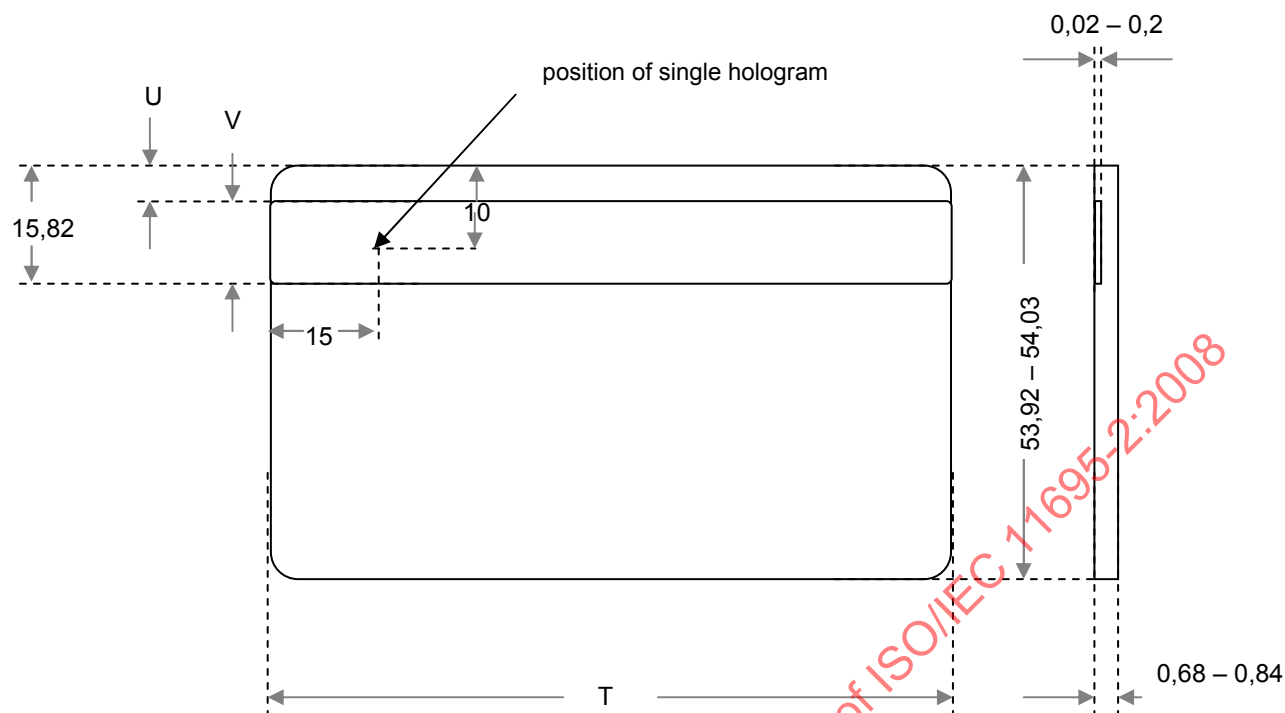 0,02 – 0,2
position of single hologram
U
V
10
15,82
15
53,92 – 54,03
of ISO/IEC 11695-2:2008
T
0,68 – 0,84